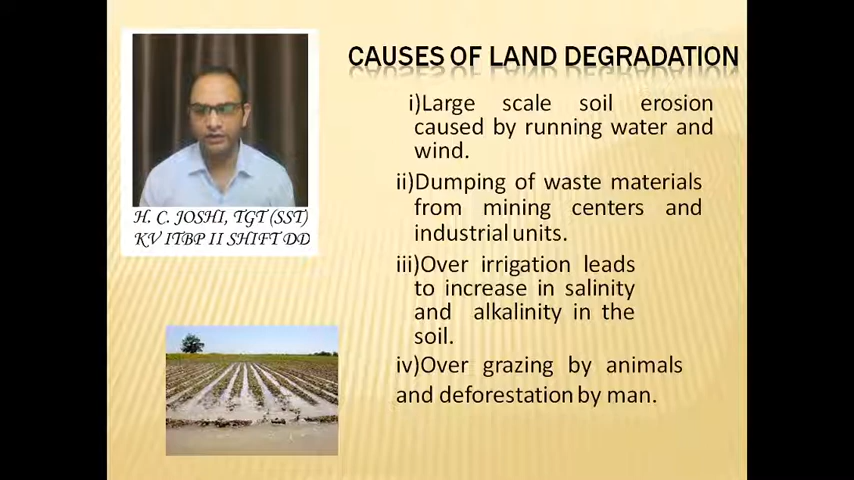 CAUSES OF LAND DEGRADATION
i)Large scale soil erosion
caused by running water and
wind.
ii)Dumping of waste materials
from mining centers and
industrial units.
iii)Over irrigation leads
to increase in salinity
and alkalinity in the
soil.
iv)Over grazing by animals
and deforestation by man.
H. C. JOSHI, TGT (SST)
KV ITBP II SHIFT DD